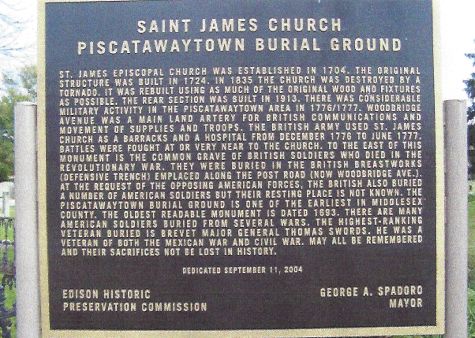 SAINT JAMES CHURCH
PISCATAWAYTOWN BURIAL GROUND
ST. JAMES EPISCOPAL CHURCH WAS ESTABLISHED IN 1704. THE ORIGINAL
STRUCTURE WAS BUILT IN 1724. IN 1835 THE CHURCH WAS DESTROYED BY A
TORNADO. IT WAS REBUILT USING AS MUCH OF THE ORIGINAL WOOD AND FIXTURES
AS POSSIBLE. THE REAR SECTION WAS BUILT IN 1913. THERE WAS CONSIDERABLE
MILITARY ACTIVITY IN THE PISCATAWAYTOWN AREA IN 1776/1777. WOODBRIDGE
AVENUE WAS A MAIN LAND ARTERY FOR BRITISH COMMUNICATIONS AND
MOVEMENT OF SUPPLIES AND TROOPS. THE BRITISH ARMY USED ST. JAMES
CHURCH AS A BARRACKS AND A HOSPITAL FROM DECEMBER 1776 TO JUNE 1777.
BATTLES WERE FOUGHT AT OR VERY NEAR TO THE CHURCH. TO THE EAST OF THIS
MONUMENT IS THE COMMON GRAVE OF BRITISH SOLDIERS WHO DIED IN THE
REVOLUTIONARY WAR. THEY WERE BURIED IN THE BRITISH BREASTWORKS
(DEFENSIVE TRENCH) EMPLACED ALONG THE POST ROAD (NOW WOODBRIDGE AVE.).
AT THE REQUEST OF THE OPPOSING AMERICAN FORCES, THE BRITISH ALSO BURIED
A NUMBER OF AMERICAN SOLDIERS BUT THEIR RESTING PLACE IS NOT KNOWN. THE
PISCATAWAYTOWN BURIAL GROUND IS ONE OF THE EARLIEST IN MIDDLESEX
COUNTY. THE OLDEST READABLE MONUMENT IS DATED 1693. THERE ARE MANY
AMERICAN SOLDIERS BURIED FROM SEVERAL WARS. THE HIGHEST-RANKING
VETERAN BURIED IS BREVET MAJOR GENERAL THOMAS SWORDS. HE WAS A
VETERAN OF BOTH THE MEXICAN WAR AND CIVIL WAR. MAY ALL BE REMEMBERED
AND THEIR SACRIFICES NOT BE LOST IN HISTORY.
DEDICATED SEPTEMBER 11, 2004
EDISON HISTORIC
PRESERVATION COMMISSION
GEORGE A. SPADORO
MAYOR